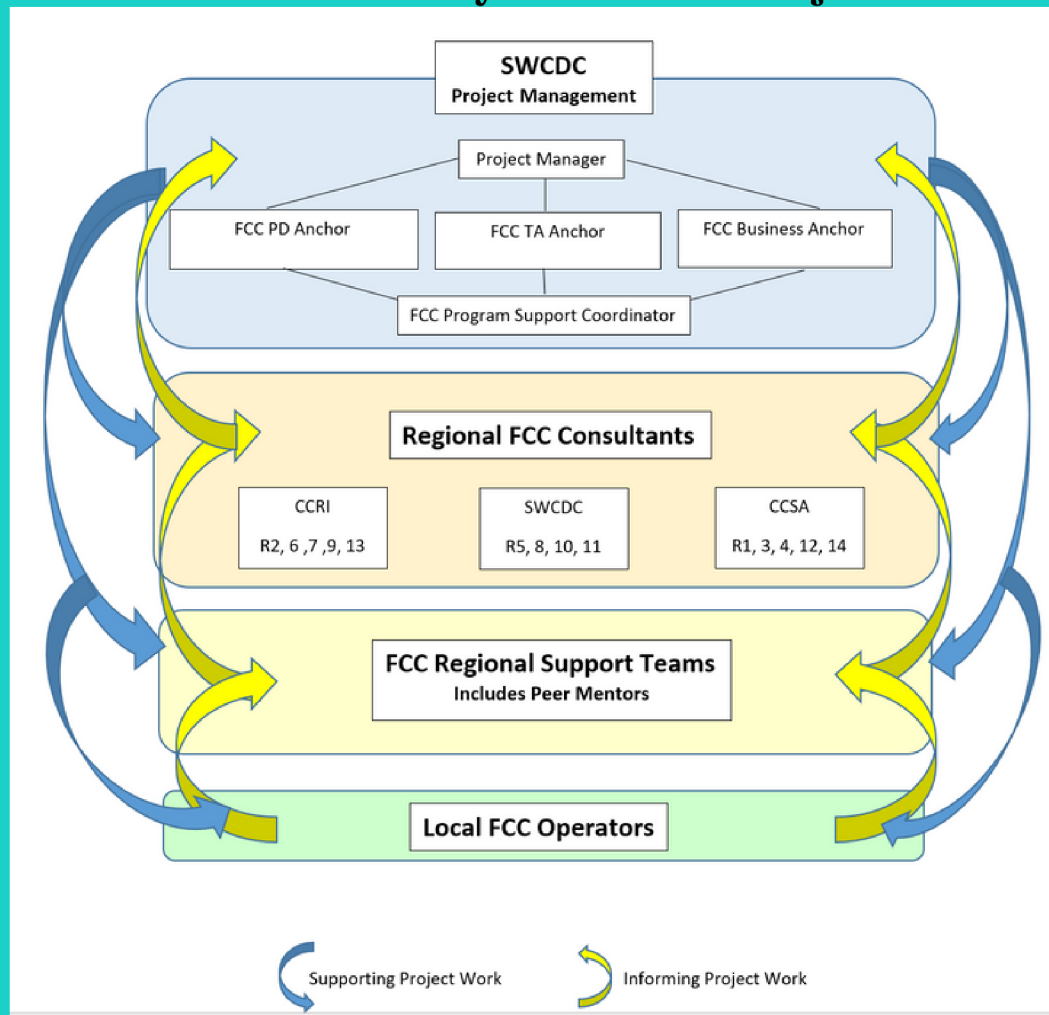 SWCDC
Project Management
Project Manager
FCC PD Anchor
FCC TA Anchor
FCC Business Anchor
FCC Program Support Coordinator
Regional FCC Consultants
CCRI
R2, 6 ,7 ,9, 13
SWCDC
R5, 8, 10, 11
CCSA
R1, 3, 4, 12, 14
FCC Regional Support Teams
Includes Peer Mentors
Local FCC Operators
Supporting Project Work
Informing Project Work